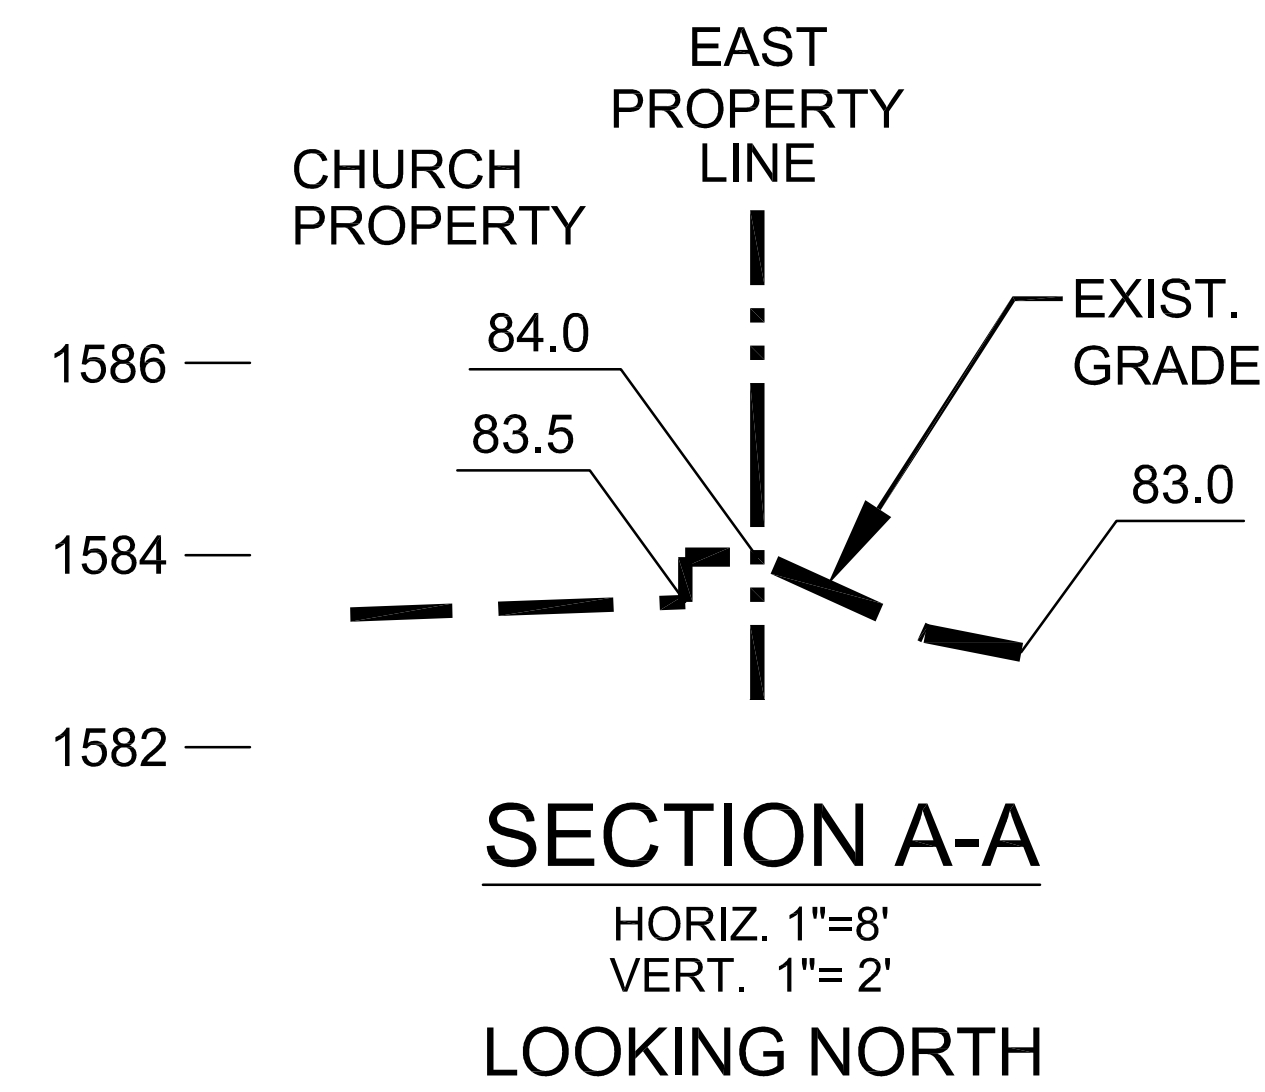 EAST
PROPERTY
LINE
CHURCH
PROPERTY
EXIST.
GRADE
84.0
1586
83.5
83.0
1584
1582
SECTION A-A
HORIZ. 1"=8'
VERT. 1"= 2'
LOOKING NORTH